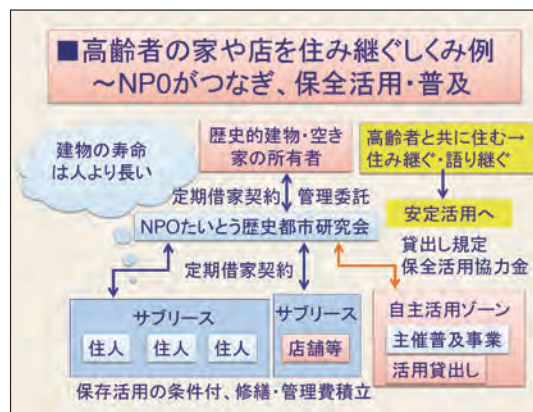 ■高齢者の家や店を住み継ぐしくみ例
～NPOがつなぎ、保全活用・普及
建物の寿命
は人より長い
歴史的建物・空き
家の所有者
高齢者と共に住む→
住み継ぐ・語り継ぐ
定期借家契約
管理委託
NPOたいとう歴史都市研究会
安定活用へ
定期借家契約
貸出し規定
保全活用協力金
サブリース
住人 住人 住人
サブリース
店舗等
自主活用ゾーン
主催普及事業
活用貸出し
保存活用の条件付、修繕・管理費積立